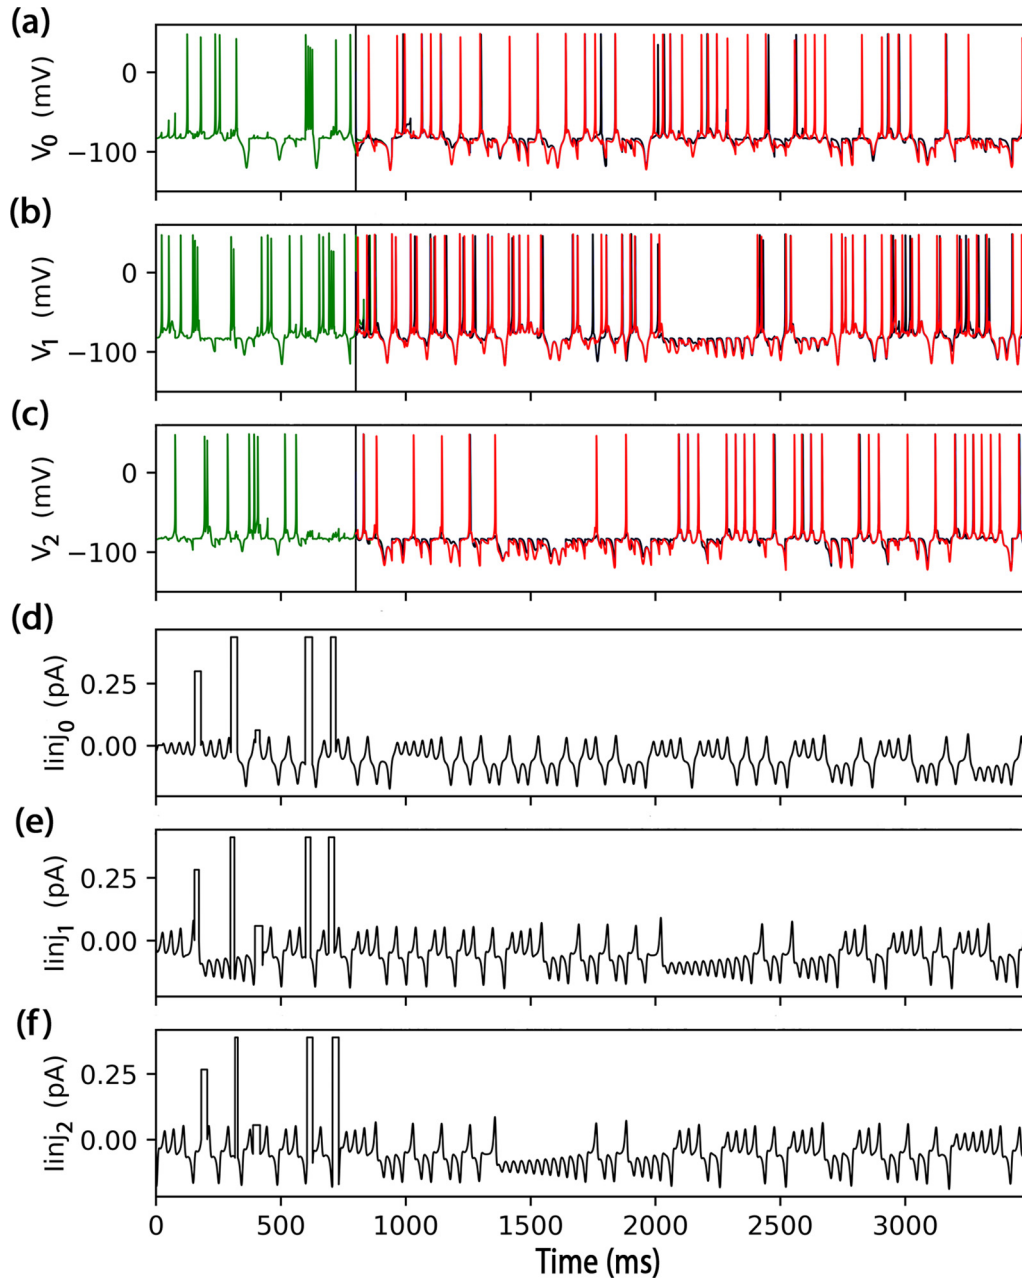 (a)
V0 (mV)
0
−100
(b)
V1 (mV)
0
−100
(c)
V2 (mV)
0
−100
(d)
Iinj0 (pA)
0.25
0.00
(e)
Iinj1 (pA)
0.25
0.00
(f)
Iinj2 (pA)
0.25
0.00
0 500 1000 1500 2000 2500 3000
Time (ms)